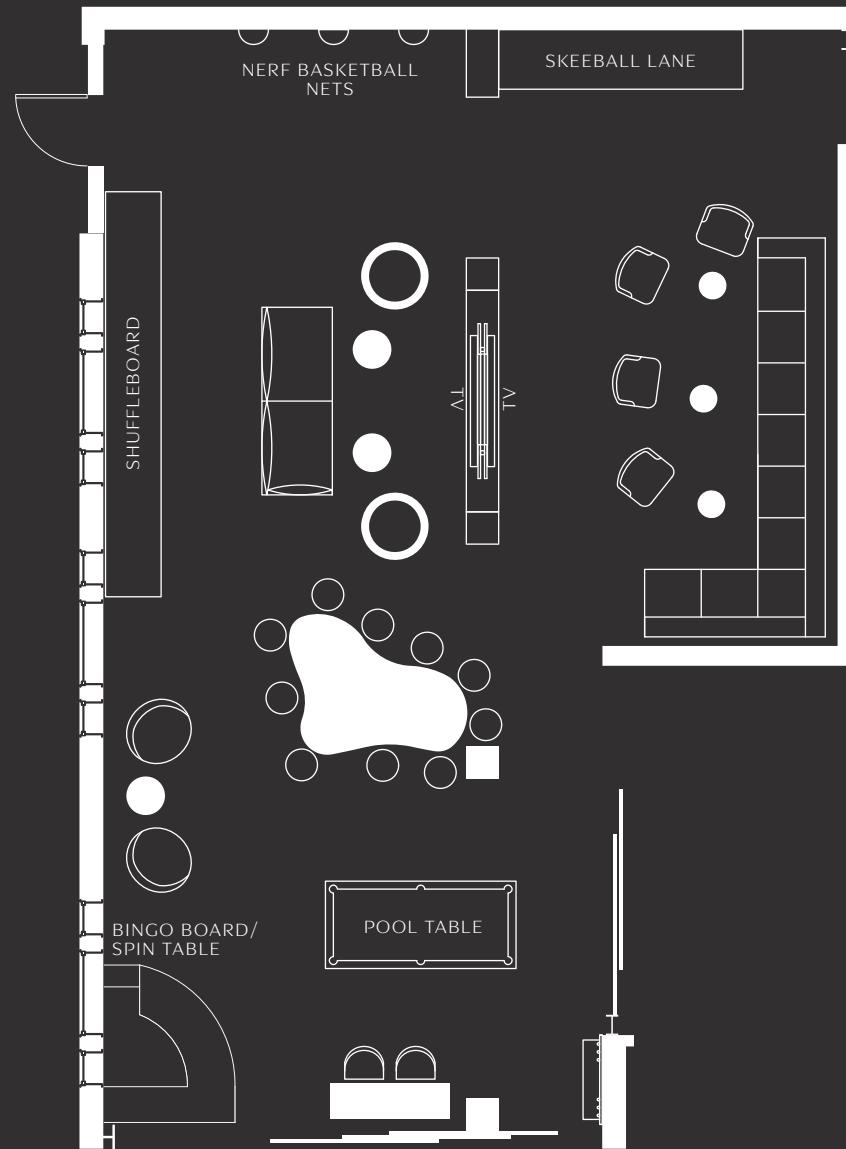 NERF BASKETBALL
NETS
SKEEBALL LANE
SHUFFLEBOARD
TV
TV
BINGO BOARD/
SPIN TABLE
POOL TABLE